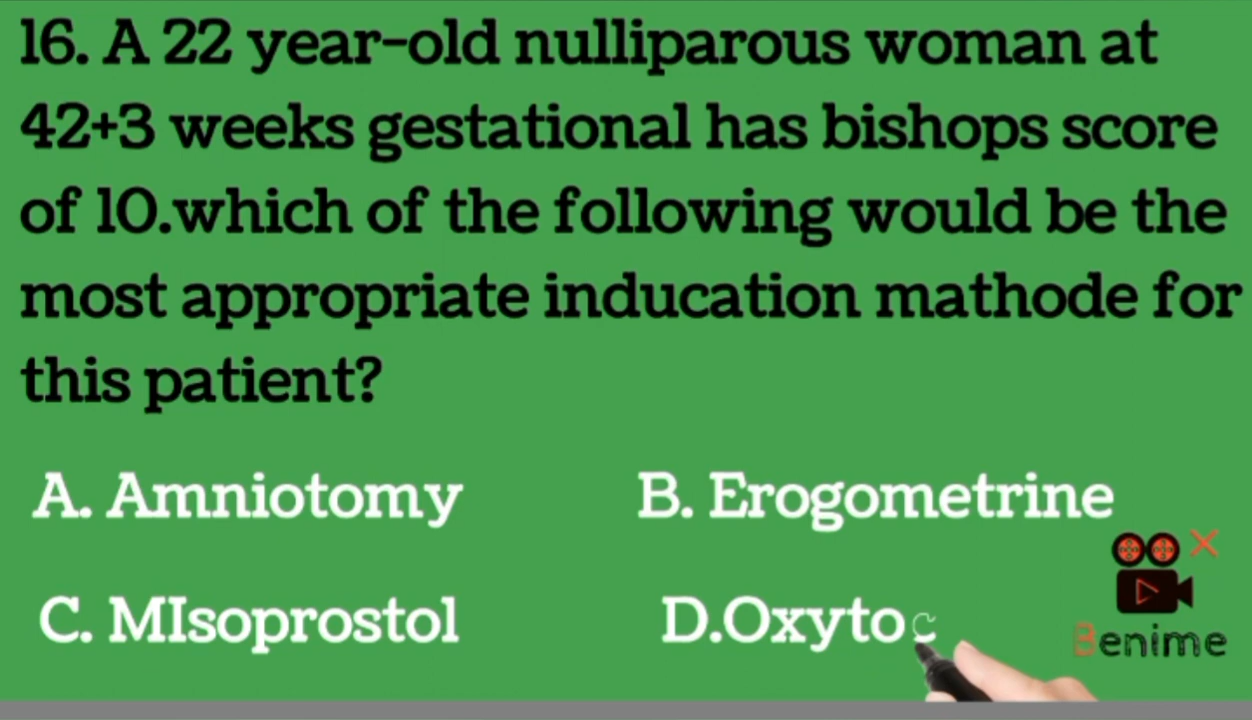 16. A 22 year-old nulliparous woman at
42+3 weeks gestational has bishops score
of 10.which of the following would be the
most appropriate inducation mathode for
this patient?
A. Amniotomy
B. Erogometrine
C. MIsoprostol
D.Oxytoc
Benime